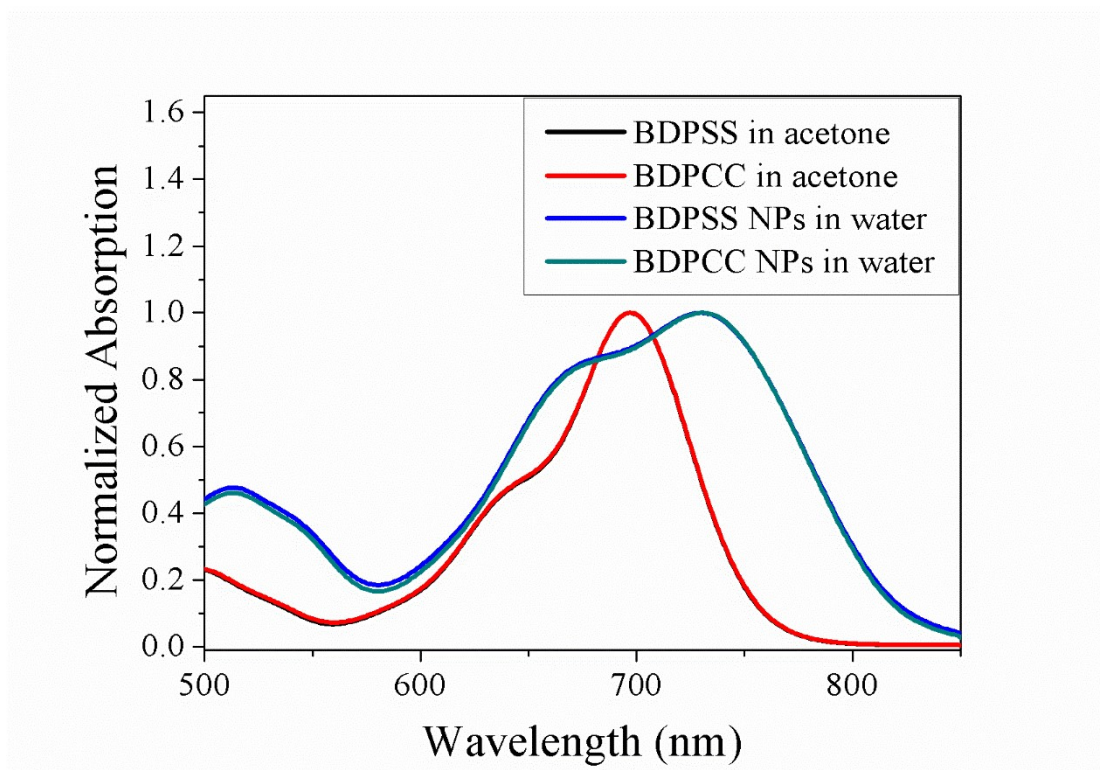 1.6
1.4
1.2
1.0
0.8
0.6
0.4
0.2
0.0
Normalized Absorption
BDPSS in acetone
BDPCC in acetone
BDPSS NPs in water
BDPCC NPs in water
500 600 700 800
Wavelength (nm)